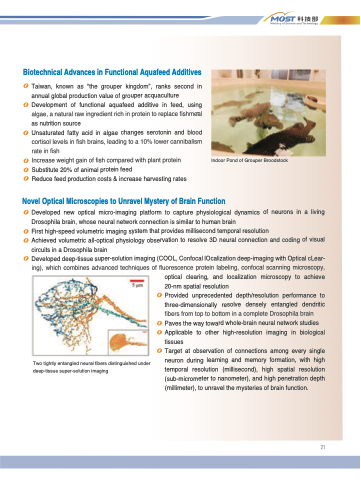 MOST 科技部
Ministry of Science and Technology
Biotechnical Advances in Functional Aquafeed Additives
Taiwan, known as "the grouper kingdom", ranks second in
annual global production value of grouper acquaculture
Development of functional aquafeed additive in feed, using
algae, a natural raw ingredient rich in protein to replace fishmetal
as nutrition source
Unsaturated fatty acid in algae changes serotonin and blood
cortisol levels in fish brains, leading to a 10% lower cannibalism
rate in fish
Increase weight gain of fish compared with plant protein
Substitute 20% of animal protein feed
Reduce feed production costs & increase harvesting rates
Indoor Pond of Grouper Broodstock
Novel Optical Microscopies to Unravel Mystery of Brain Function
Developed new optical micro-imaging platform to capture physiological dynamics of neurons in a living
Drosophila brain, whose neural network connection is similar to human brain
First high-speed volumetric imaging system that provides millisecond temporal resolution
Achieved volumetric all-optical physiology observation to resolve 3D neural connection and coding of visual
circuits in a Drosophila brain
Developed deep-tissue super-solution imaging (COOL, Confocal lOcalization deep-imaging with Optical cLear-
ing), which combines advanced techniques of fluorescence protein labeling, confocal scanning microscopy,
optical clearing, and localization microscopy to achieve
20-nm spatial resolution
Provided unprecedented depth/resolution performance to
three-dimensionally resolve densely entangled dendritic
fibers from top to bottom in a complete Drosophila brain
Paves the way toward whole-brain neural network studies
Applicable to other high-resolution imaging in biological
tissues
Target at observation of connections among every single
neuron during learning and memory formation, with high
temporal resolution (millisecond), high spatial resolution
(sub-micrometer to nanometer), and high penetration depth
(millimeter), to unravel the mysteries of brain function.
5 μm
Two tightly entangled neural fibers distinguished under
deep-tissue super-solution imaging
21